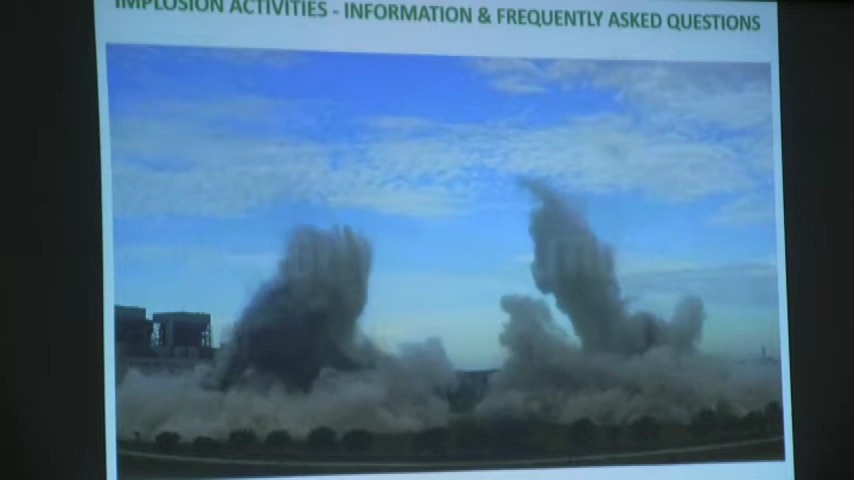 IMPLOSION ACTIVITIES - INFORMATION & FREQUENTLY ASKED QUESTIONS